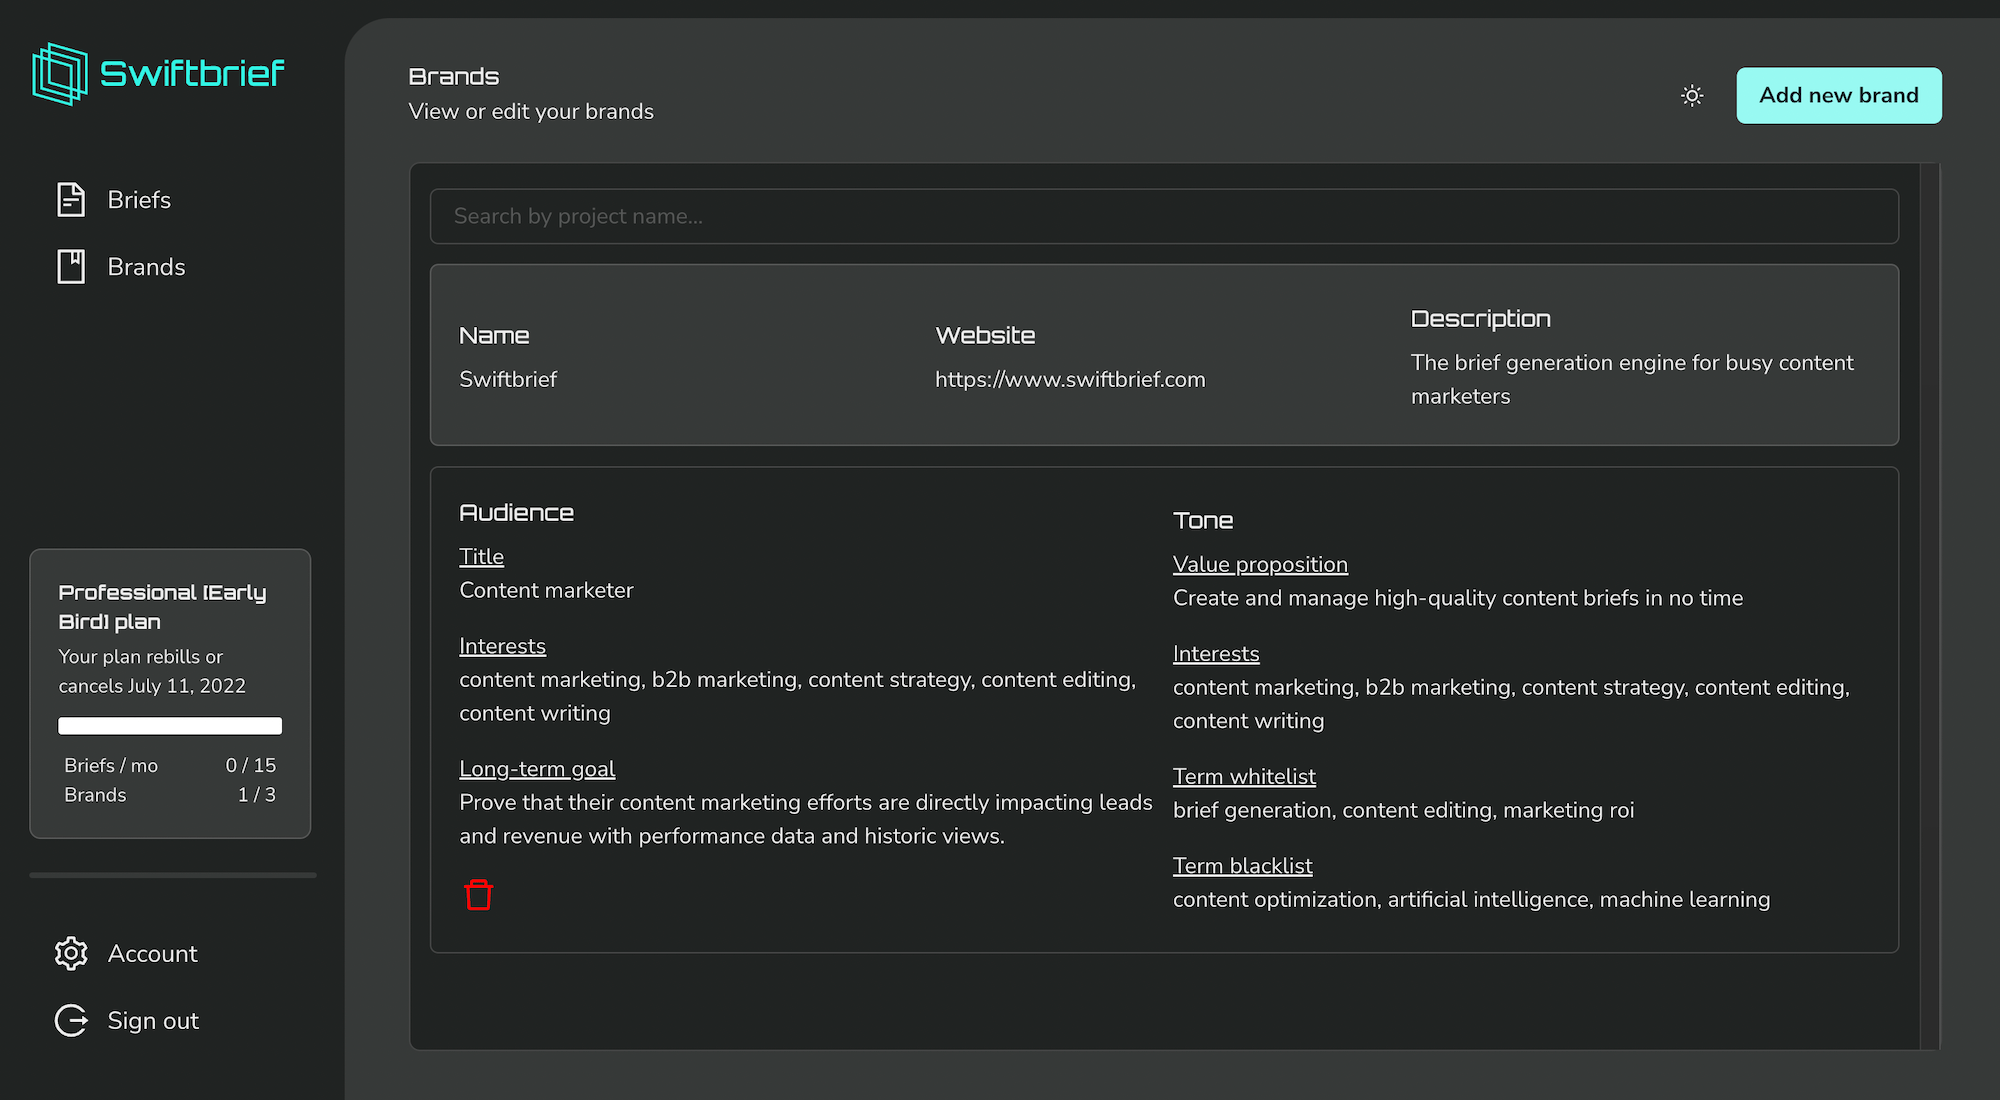 Swiftbrief
Briefs
Brands
Professional [Early
Bird] plan
Your plan rebills or
cancels July 11, 2022
Briefs / mo 0 / 15
Brands 1 / 3
Account
Sign out
Brands
View or edit your brands
Add new brand
Search by project name...
Name
Swiftbrief
Website
https://www.swiftbrief.com
Description
The brief generation engine for busy content
marketers
Audience
Title
Content marketer
Interests
content marketing, b2b marketing, content strategy, content editing,
content writing
Long-term goal
Prove that their content marketing efforts are directly impacting leads
and revenue with performance data and historic views.
Tone
Value proposition
Create and manage high-quality content briefs in no time
Interests
content marketing, b2b marketing, content strategy, content editing,
content writing
Term whitelist
brief generation, content editing, marketing roi
Term blacklist
content optimization, artificial intelligence, machine learning